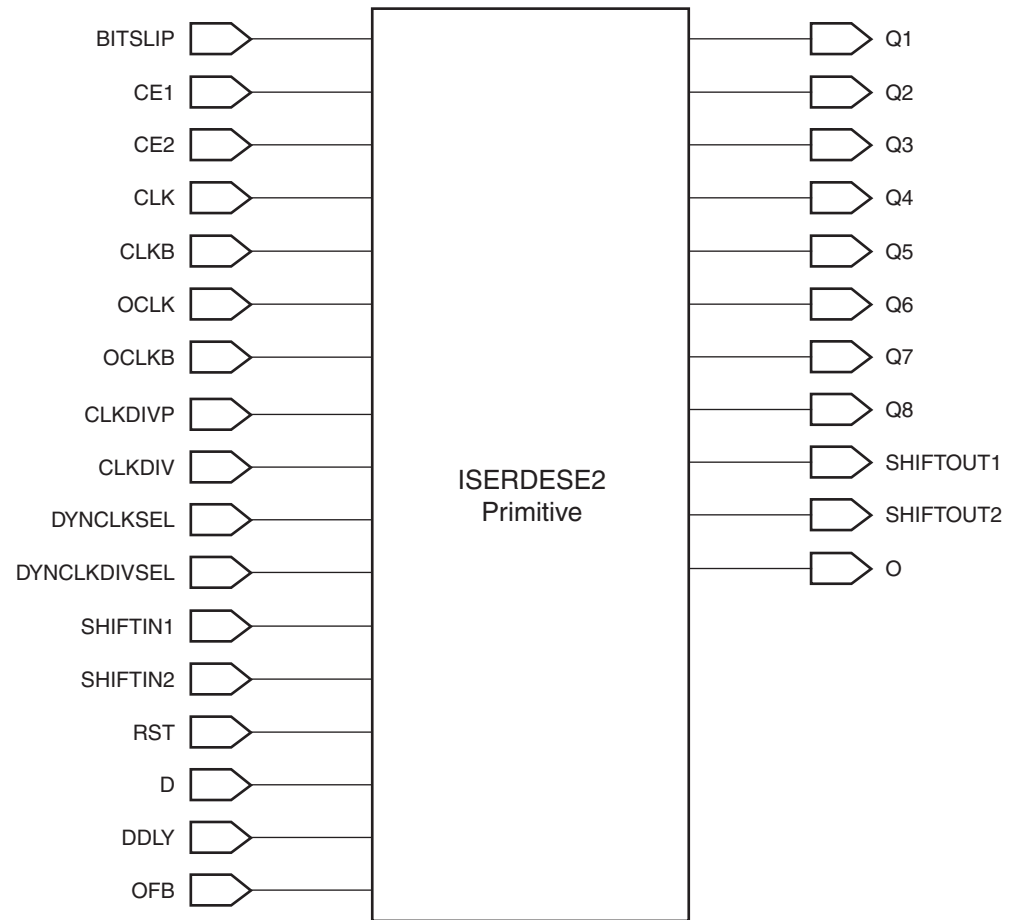 BITSLIP
CE1
CE2
CLK
CLKB
OCLK
OCLKB
CLKDIVP
CLKDIV
DYNCLKSEL
DYNCLKDIVSEL
SHIFTIN1
SHIFTIN2
RST
D
DDLY
OFB
ISERDESE2
Primitive
Q1
Q2
Q3
Q4
Q5
Q6
Q7
Q8
SHIFTOUT1
SHIFTOUT2
O